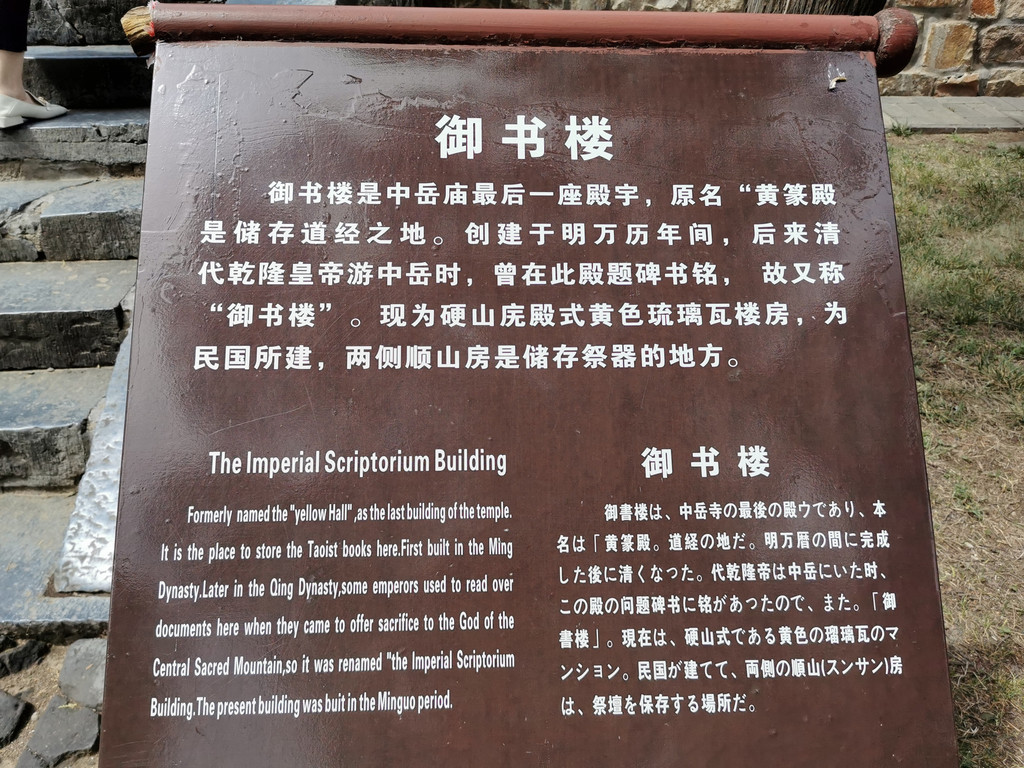 御书楼
御书楼是中岳庙最后一座殿宇，原名“黄篆殿
是储存道经之地。创建于明万历年间，后来清
代乾隆皇帝游中岳时，曾在此殿题碑书铭， 故又称
“御书楼”。现为硬山庑殿式黄色琉璃瓦楼房，为
民国所建，两侧顺山房是储存祭器的地方。
The Imperial Scriptorium Building
Formerly named the "yellow Hall",as the last building of the temple.
It is the place to store the Taoist books here.First built in the Ming
Dynasty.Later in the Qing Dynasty,some emperors used to read over
documents here when they came to offer sacrifice to the God of the
Central Sacred Mountain,so it was renamed "the Imperial Scriptorium
Building.The present building was buit in the Minguo period.
御书楼
御書楼は、中岳寺の最後の殿ウであり、本
名は「黄篆殿。道経の地だ。明万暦の間に完成
した後に清くなった。代乾隆帝は中岳にいた時、
この殿の问题碑书に铭があったので、また。「御
書楼」。現在は、硬山式である黄色の瑠璃瓦のマ
ンション。民国が建てて、両側の順山(スンサン)房
は、祭壇を保存する場所だ。